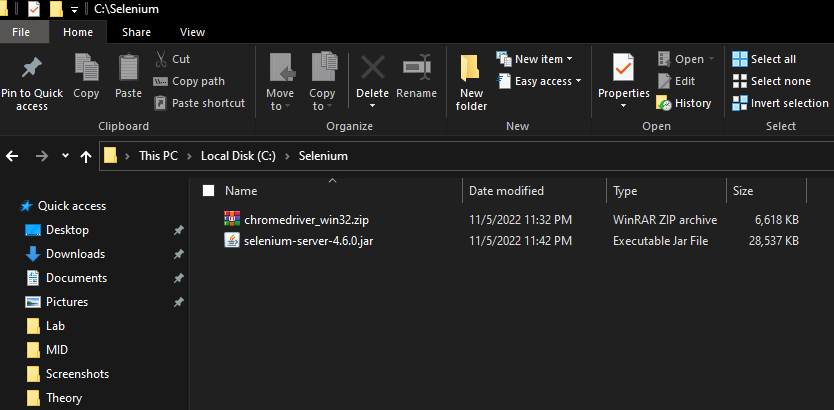 C:\Selenium
File Home Share View
Pin to Quick access
Copy
Paste
Cut
Copy path
Paste shortcut
Move to
Copy to
Delete
Rename
New folder
New item
Easy access
Properties
Open
Edit
History
Select all
Select none
Invert selection
Clipboard Organize New Open Select
This PC Local Disk (C:) Selenium
Name Date modified Type Size
chromedriver_win32.zip 11/5/2022 11:32 PM WinRAR ZIP archive 6,618 KB
selenium-server-4.6.0.jar 11/5/2022 11:42 PM Executable Jar File 28,537 KB
Quick access
Desktop
Downloads
Documents
Pictures
Lab
MID
Screenshots
Theory